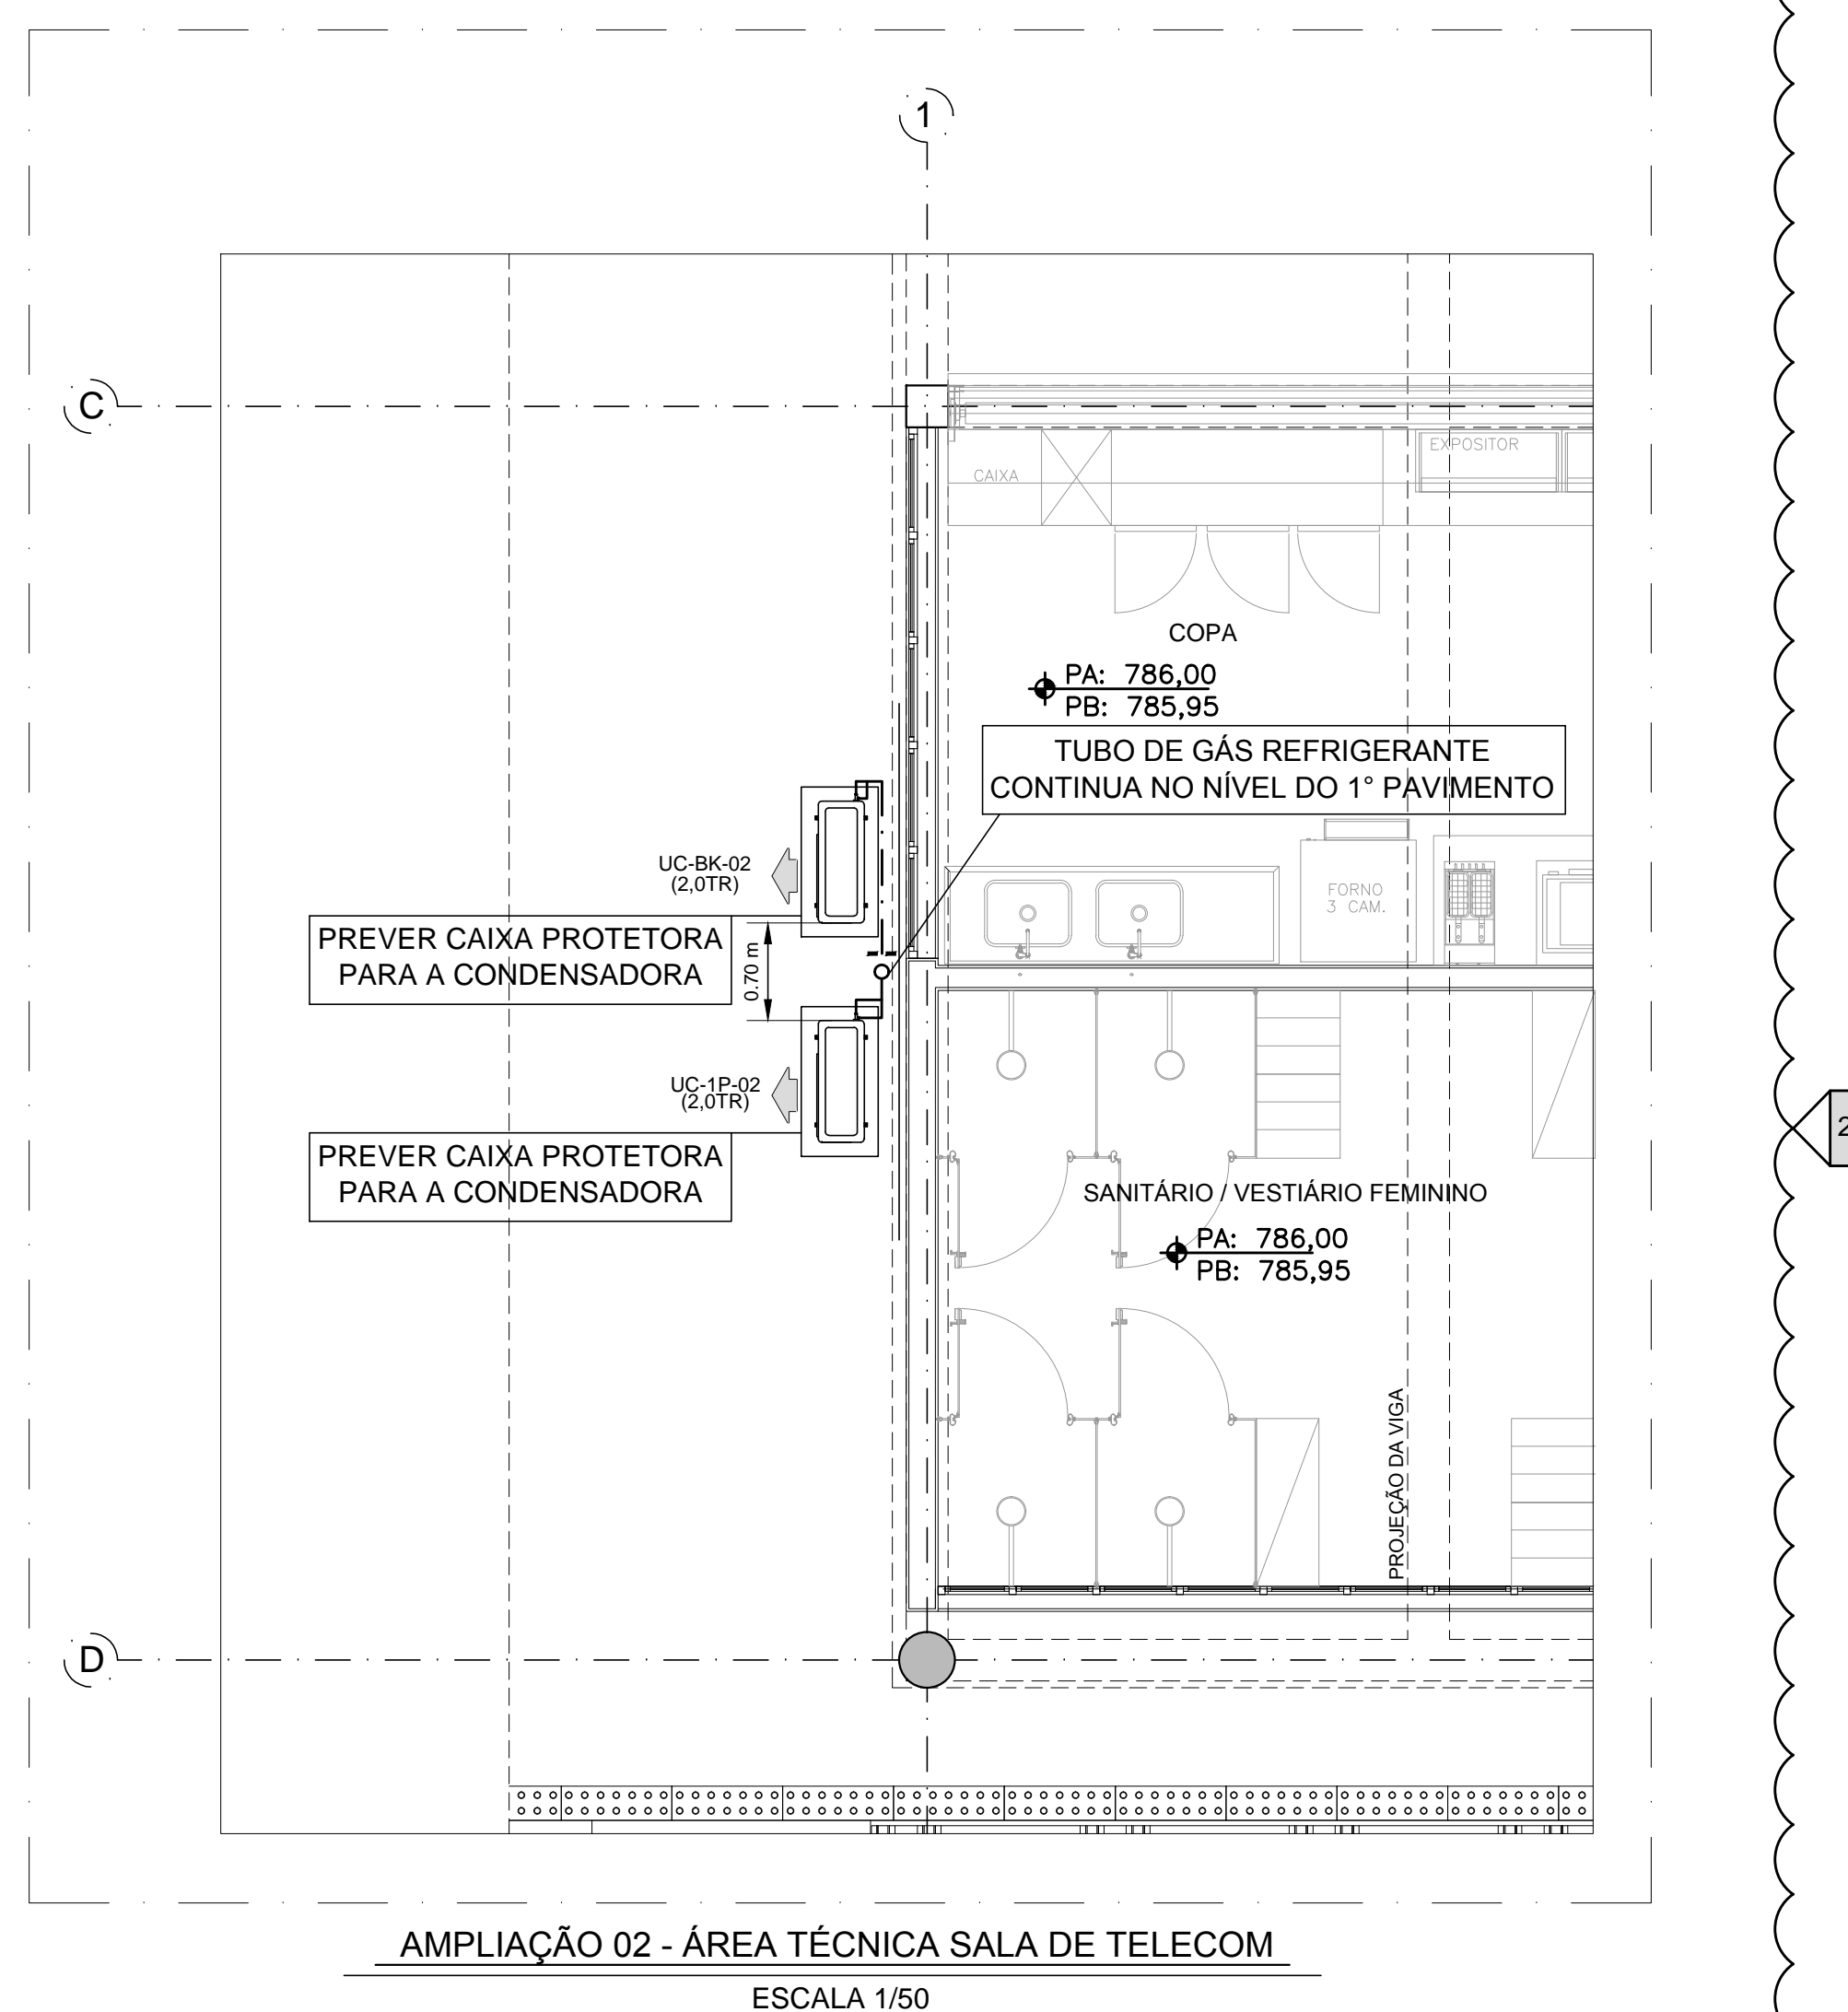 1
C
EXPOSITOR
CAIXA
COPA
PA: 786,00
PB: 785,95
TUBO DE GÁS REFRIGERANTE
CONTINUA NO NÍVEL DO 1° PAVIMENTO
UC-BK-02
(2,0TR)
FORNO
3 CAM.
PREVER CAIXA PROTETORA
PARA A CONDENSADORA
0.70 m
UC-1P-02
(2,0TR)
PREVER CAIXA PROTETORA
PARA A CONDENSADORA
2
SANITÁRIO / VESTIÁRIO FEMININO
PA: 786,00
PB: 785,95
PROJEÇÃO DA VIGA
D
AMPLIAÇÃO 02 - ÁREA TÉCNICA SALA DE TELECOM
ESCALA 1/50